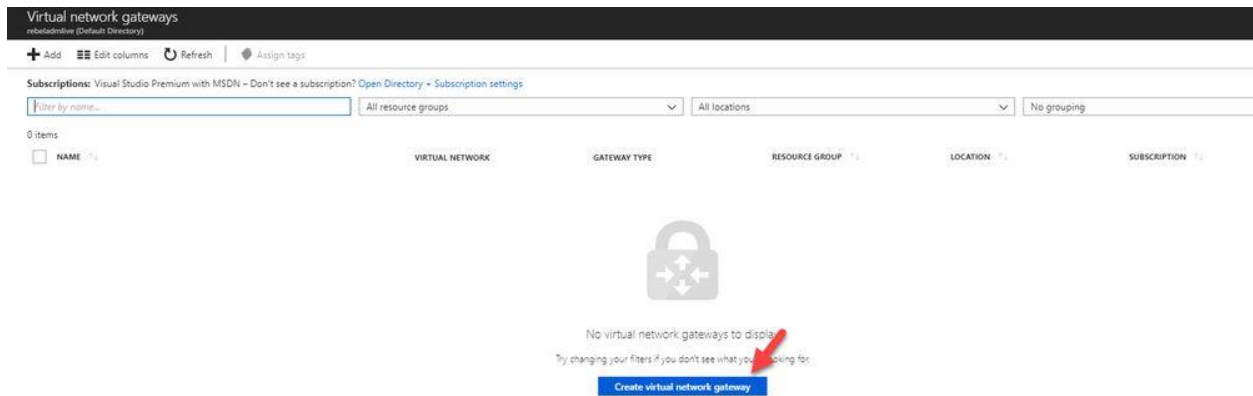 Virtual network gateways
rebeladmlive (Default Directory)
Add Edit columns Refresh Assign tags
Subscriptions: Visual Studio Premium with MSDN – Don't see a subscription? Open Directory + Subscription settings
Filter by name... All resource groups All locations No grouping
0 items
NAME VIRTUAL NETWORK GATEWAY TYPE RESOURCE GROUP LOCATION SUBSCRIPTION
No virtual network gateways to display
Try changing your filters if you don't see what you're looking for.
Create virtual network gateway